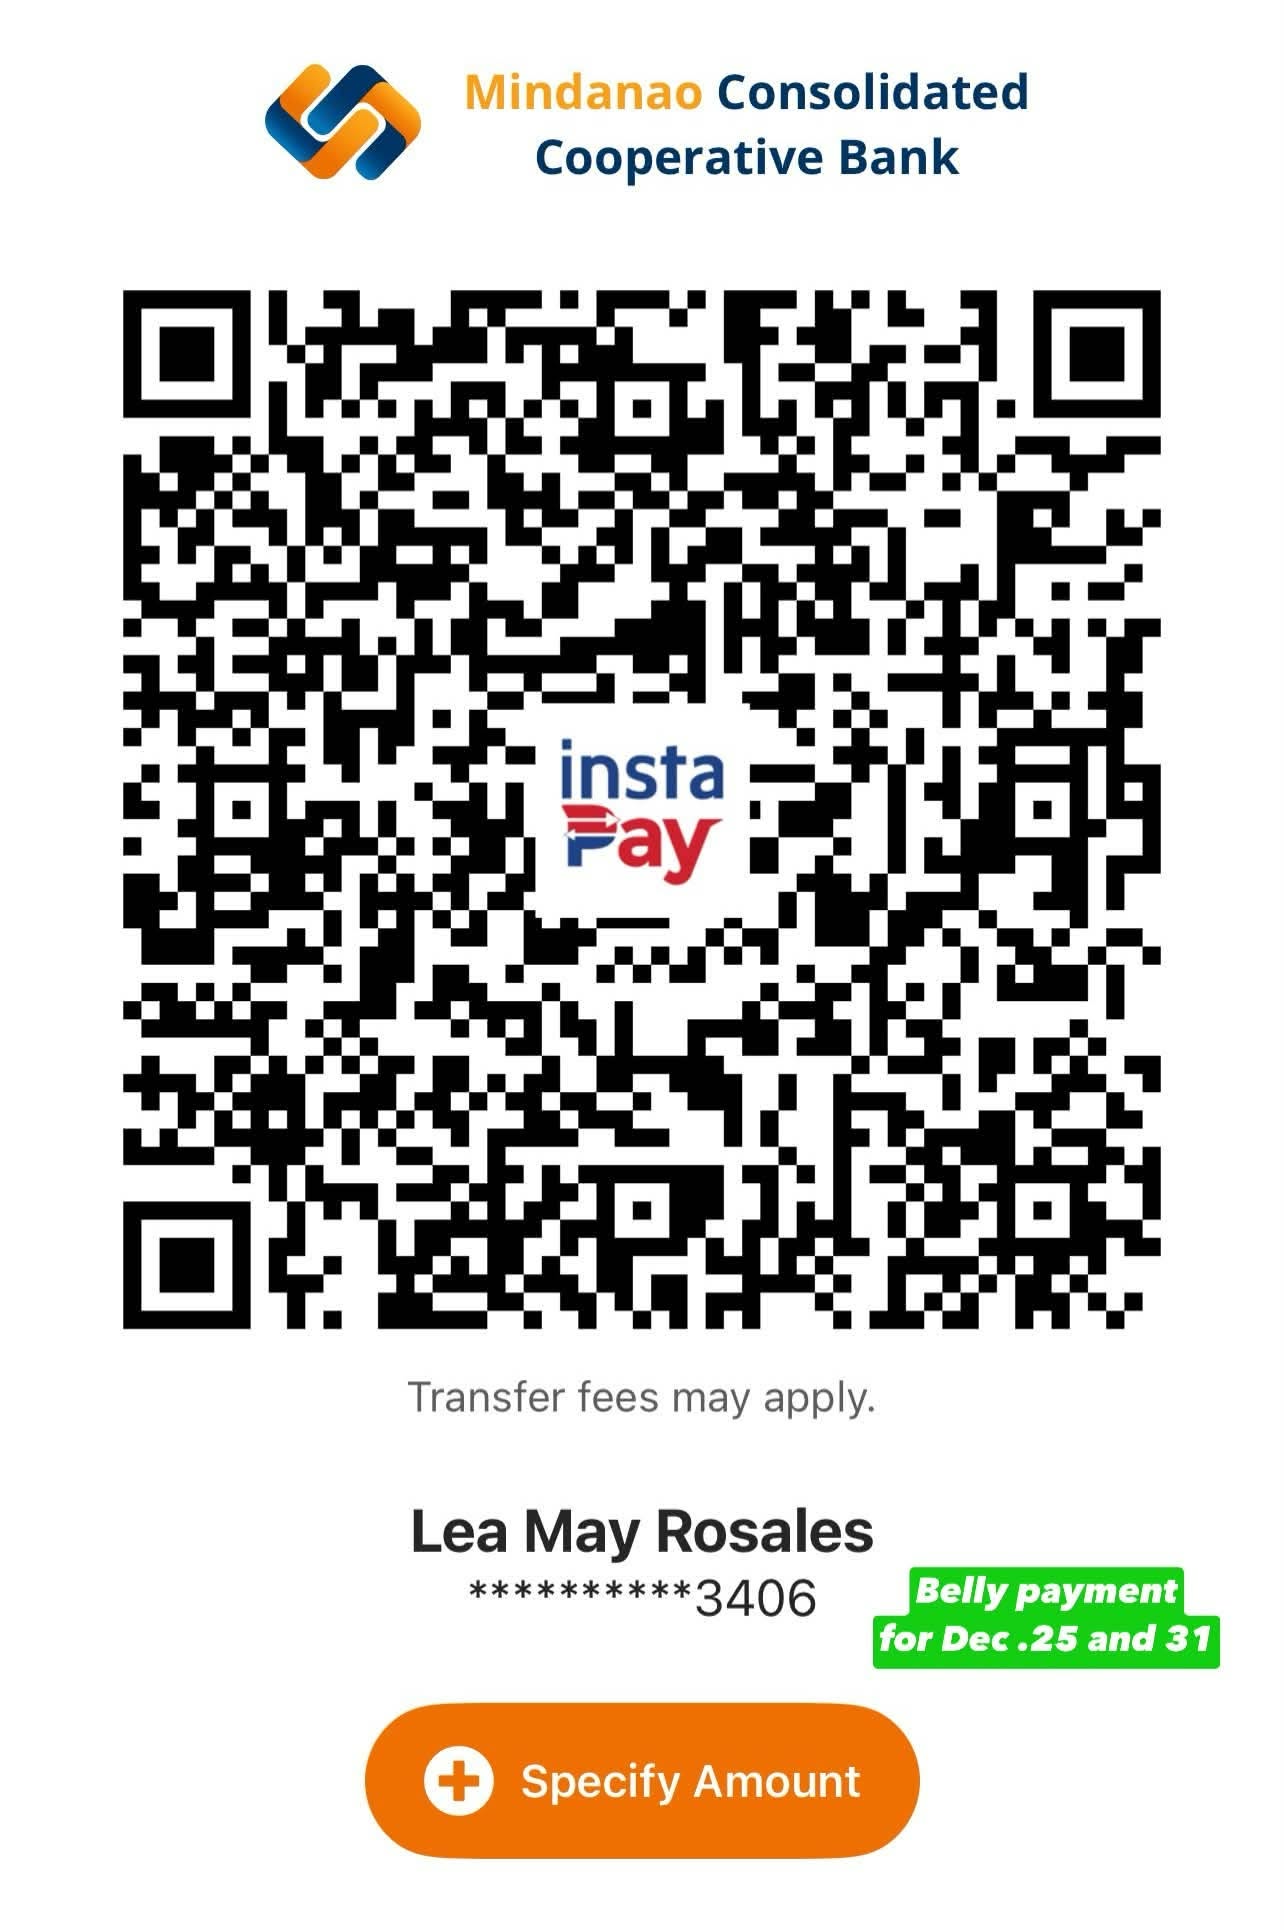 Mindanao Consolidated
Cooperative Bank
insta
Pay
Transfer fees may apply.
Lea May Rosales
**********3406
Belly payment
for Dec .25 and 31
Specify Amount